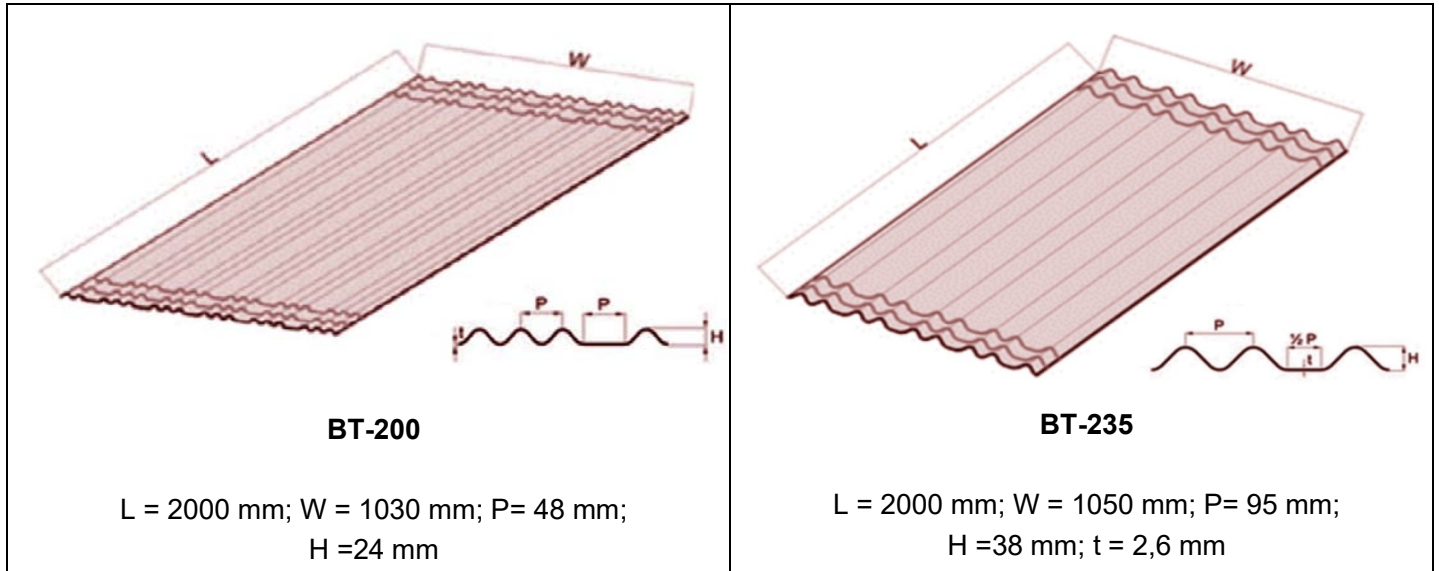 W
L
P P
t H
BT-200
L = 2000 mm; W = 1030 mm; P= 48 mm;
H =24 mm
W
L
P ½ P
t H
BT-235
L = 2000 mm; W = 1050 mm; P= 95 mm;
H =38 mm; t = 2,6 mm